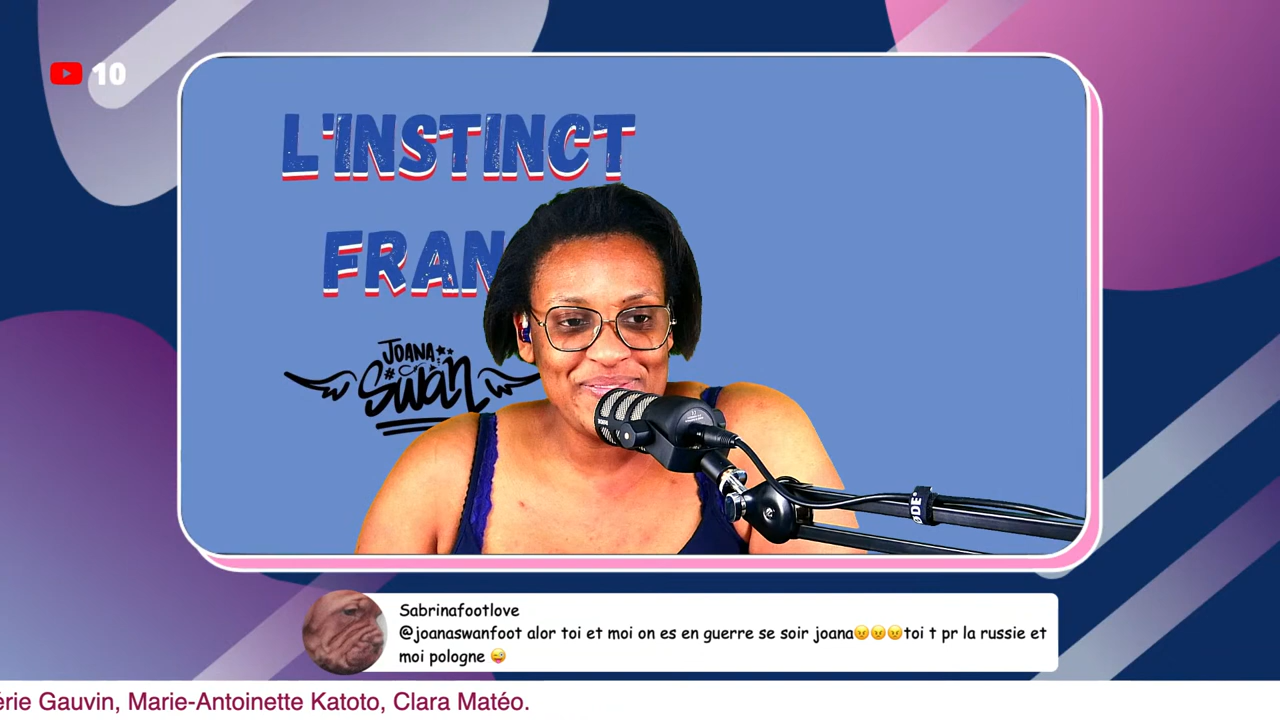 10
L'INSTINCT
FRAN
JOANA
Swan
RØDE
Sabrinafootlove
@joanaswanfoot alor toi et moi on es en guerre se soir joana😡😡😡toi t pr la russie et
moi pologne 😜
érie Gauvin, Marie-Antoinette Katoto, Clara Matéo.